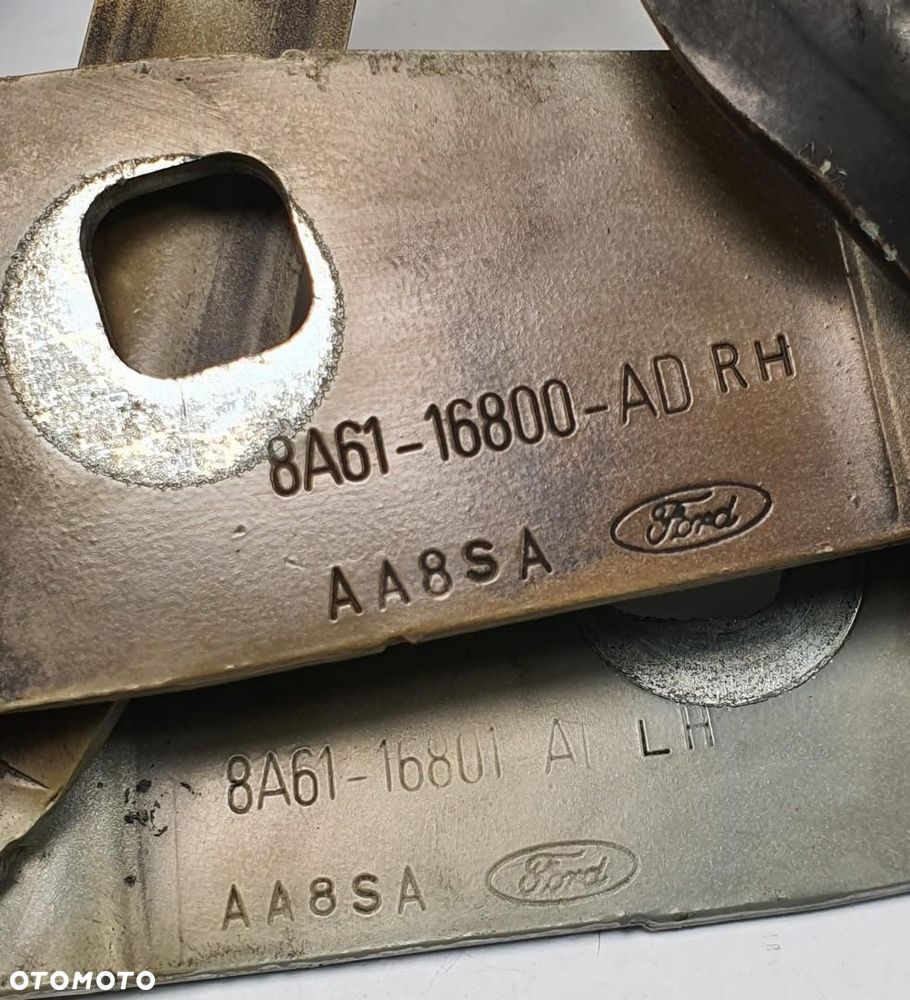 8A61-16800-AD RH
AA8SA Ford
8A61-16801 LH
AA8SA Ford
OTOMOTO